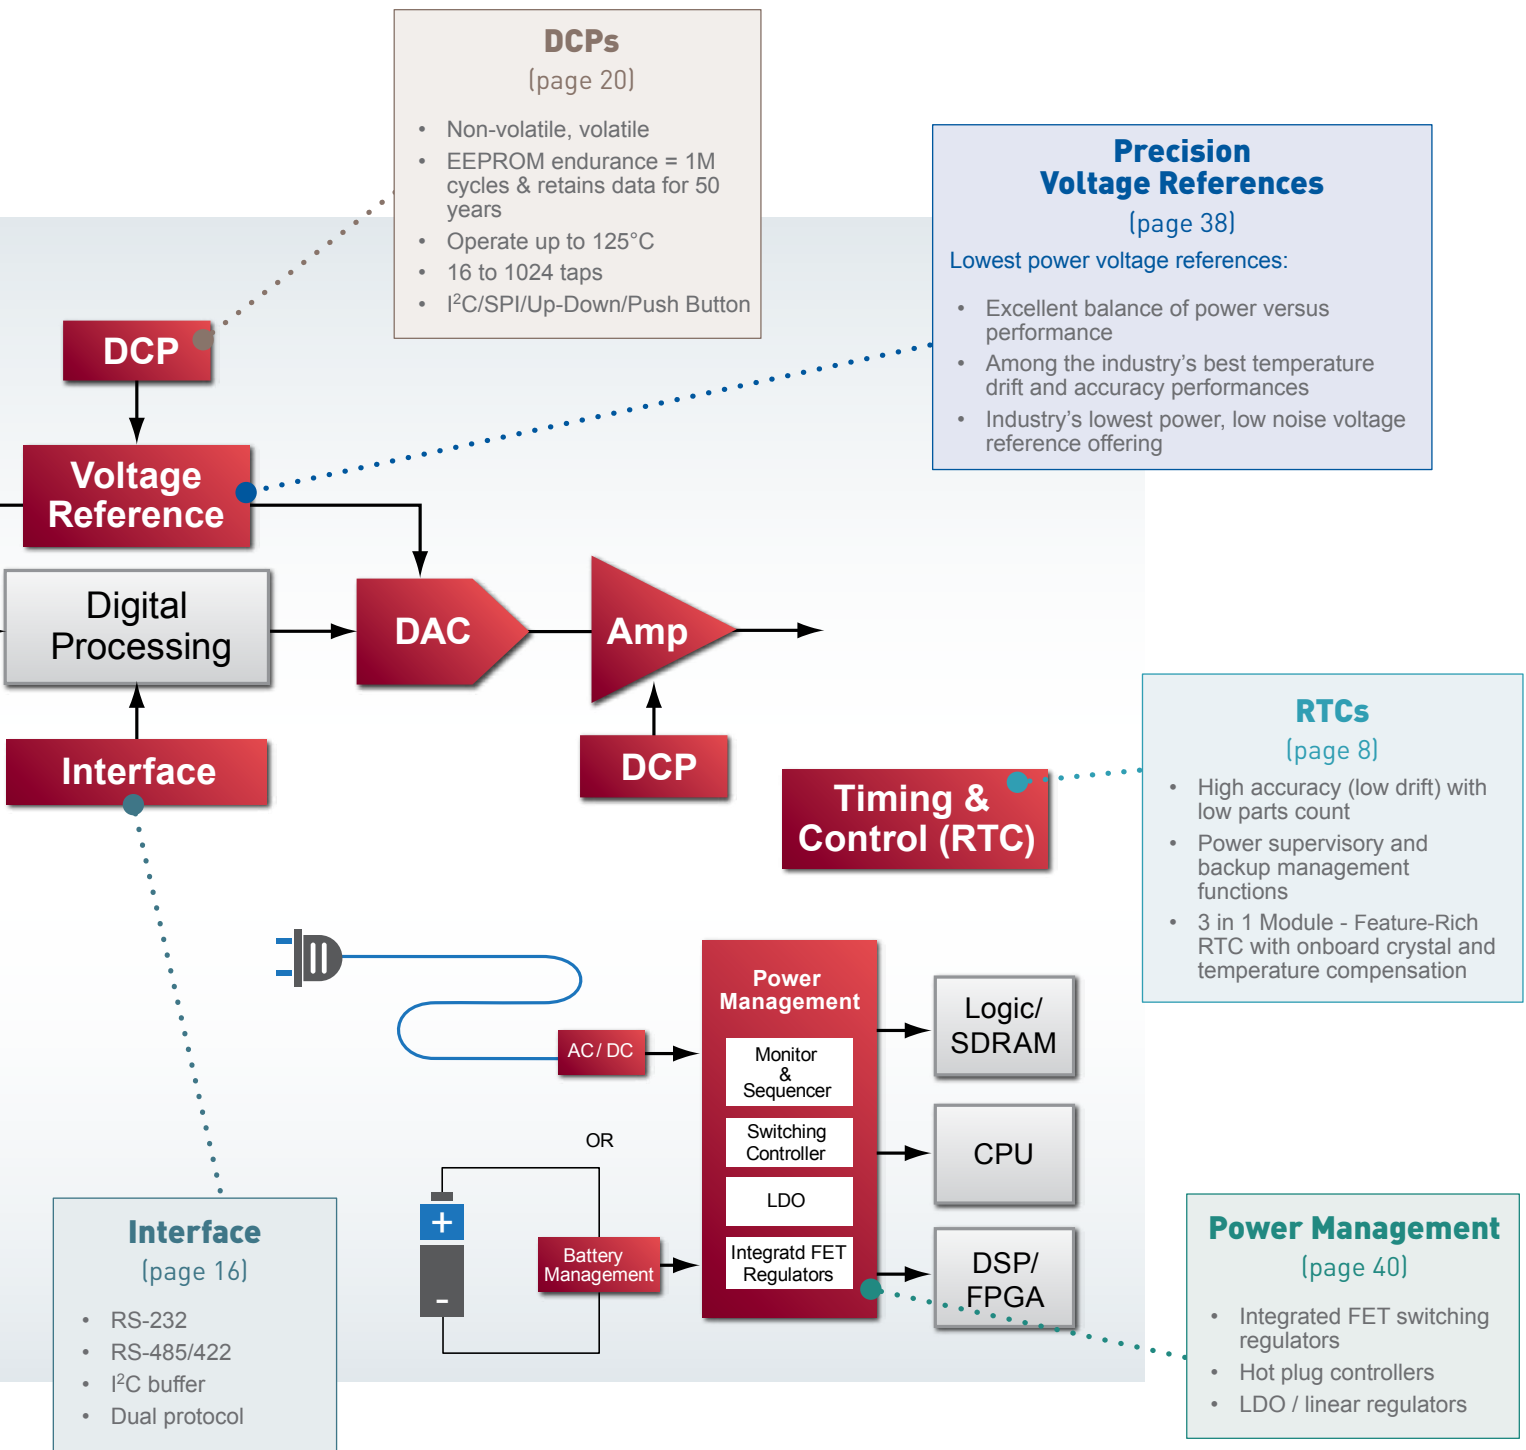 DCPs
(page 20)
• Non-volatile, volatile
• EEPROM endurance = 1M
cycles & retains data for 50
years
• Operate up to 125°C
• 16 to 1024 taps
• I²C/SPI/Up-Down/Push Button
Precision
Voltage References
(page 38)
Lowest power voltage references:
• Excellent balance of power versus
performance
• Among the industry's best temperature
drift and accuracy performances
• Industry's lowest power, low noise voltage
reference offering
DCP
Voltage
Reference
Digital
Processing
DAC
Amp
Interface
DCP
Timing &
Control (RTC)
RTCs
(page 8)
• High accuracy (low drift) with
low parts count
• Power supervisory and
backup management
functions
• 3 in 1 Module - Feature-Rich
RTC with onboard crystal and
temperature compensation
Power
Management
AC/ DC
Monitor
&
Sequencer
Switching
Controller
LDO
Integratd FET
Regulators
Logic/
SDRAM
CPU
DSP/
FPGA
OR
+
-
Battery
Management
Interface
(page 16)
• RS-232
• RS-485/422
• I²C buffer
• Dual protocol
Power Management
(page 40)
• Integrated FET switching
regulators
• Hot plug controllers
• LDO / linear regulators